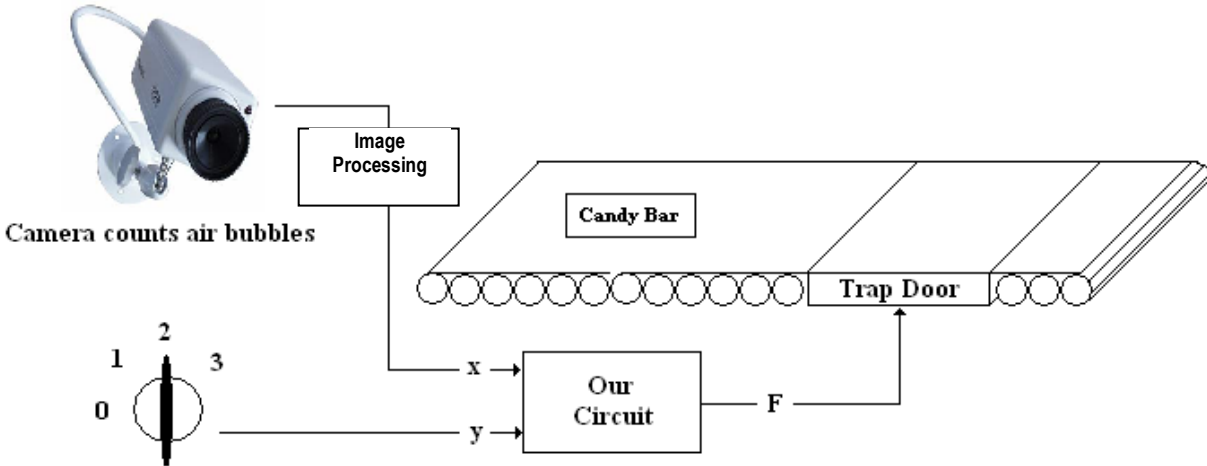 Image
Processing
Camera counts air bubbles
Candy Bar
Trap Door
2
1
3
0
x
y
Our
Circuit
F